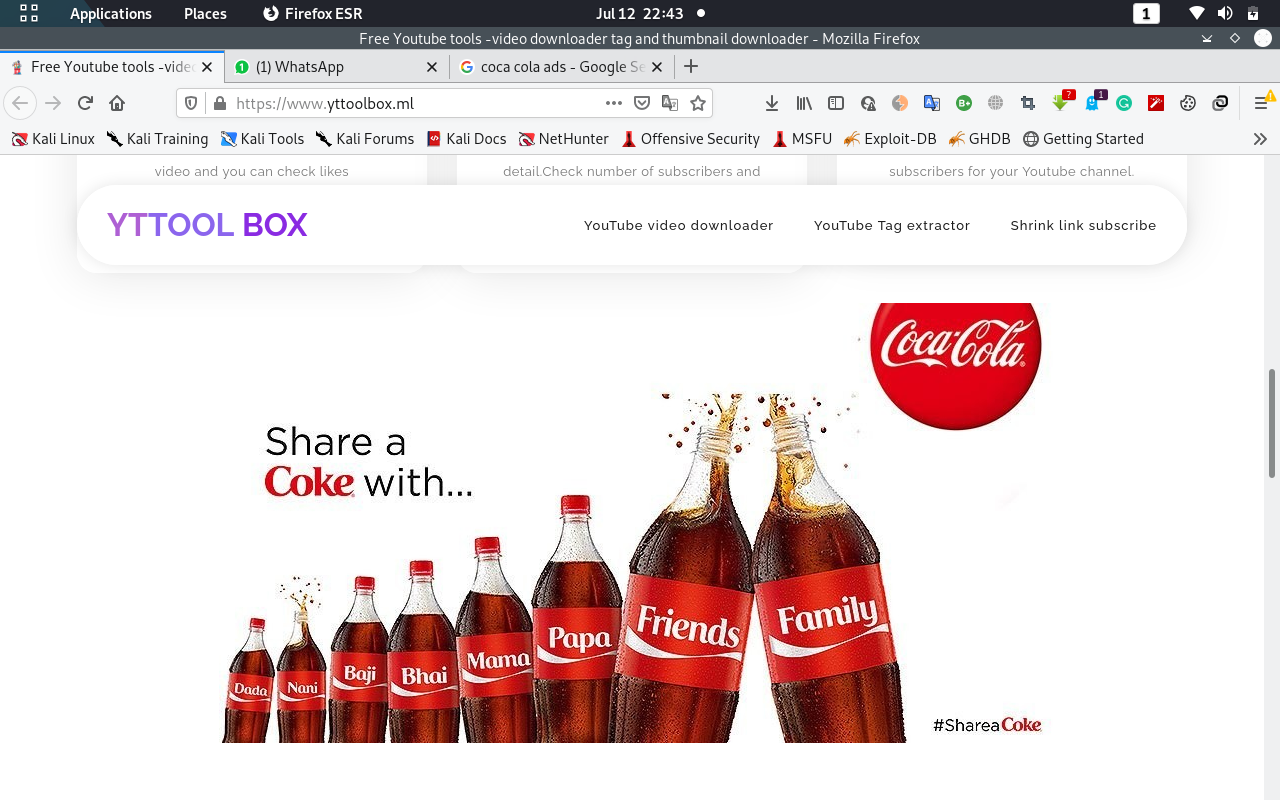 Applications Places Firefox ESR Jul 12 22:43 1
Free Youtube tools -video downloader tag and thumbnail downloader - Mozilla Firefox
Free Youtube tools -vide (1) WhatsApp coca cola ads - Google Se
https://www.yttoolbox.ml
Kali Linux Kali Training Kali Tools Kali Forums Kali Docs NetHunter Offensive Security MSFU Exploit-DB GHDB Getting Started
video and you can check likes detail.Check number of subscribers and subscribers for your Youtube channel.
YTTOOL BOX YouTube video downloader YouTube Tag extractor Shrink link subscribe
Coca-Cola
Share a
Coke with...
Dada Nani Baji Bhai Mama Papa Friends Family
#ShareaCoke